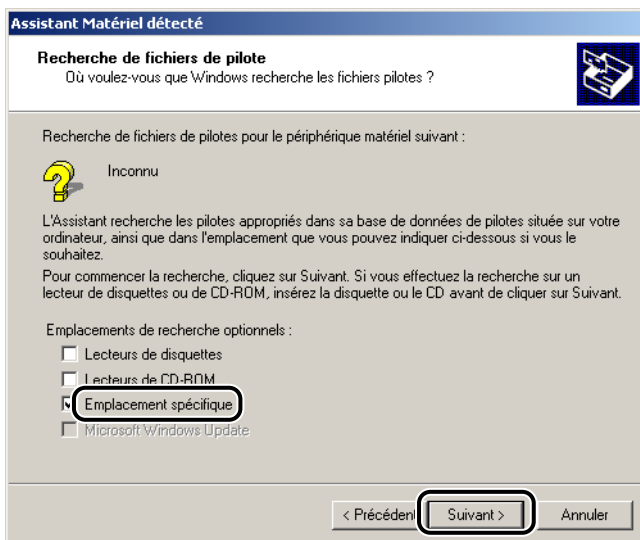 Assistant Matériel détecté
Recherche de fichiers de pilote
Où voulez-vous que Windows recherche les fichiers pilotes ?
Recherche de fichiers de pilotes pour le périphérique matériel suivant :
Inconnu
L'Assistant recherche les pilotes appropriés dans sa base de données de pilotes située sur votre
ordinateur, ainsi que dans l'emplacement que vous pouvez indiquer ci-dessous si vous le
souhaitez.
Pour commencer la recherche, cliquez sur Suivant. Si vous effectuez la recherche sur un
lecteur de disquettes ou de CD-ROM, insérez la disquette ou le CD avant de cliquer sur Suivant.
Emplacements de recherche optionnels :
Lecteurs de disquettes
Lecteurs de CD-ROM
Emplacement spécifique
Microsoft Windows Update
< Précédent Suivant > Annuler